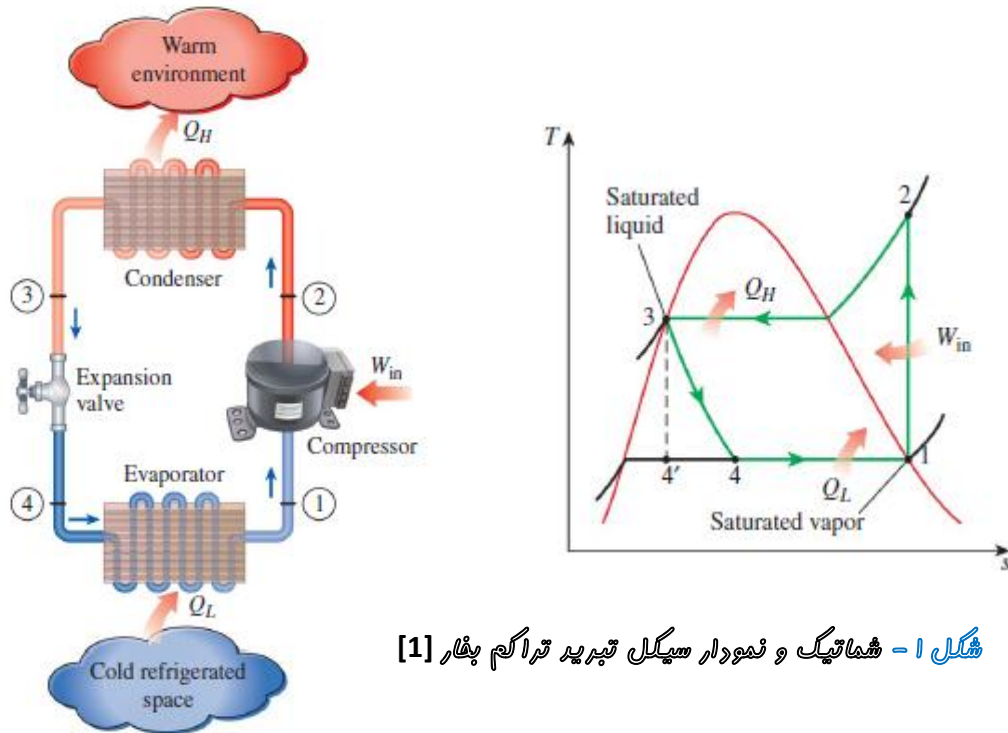 Warm
environment
Q_H
Condenser
3
2
Expansion
valve
W_in
Compressor
Evaporator
4
1
Q_L
Cold refrigerated
space
T
Saturated
liquid
2
Q_H
3
W_in
4′
4
Q_L
1
Saturated vapor
s
شکل ۱ - شماتیک و نمودار سیکل تبرید تراکم بخار [1]